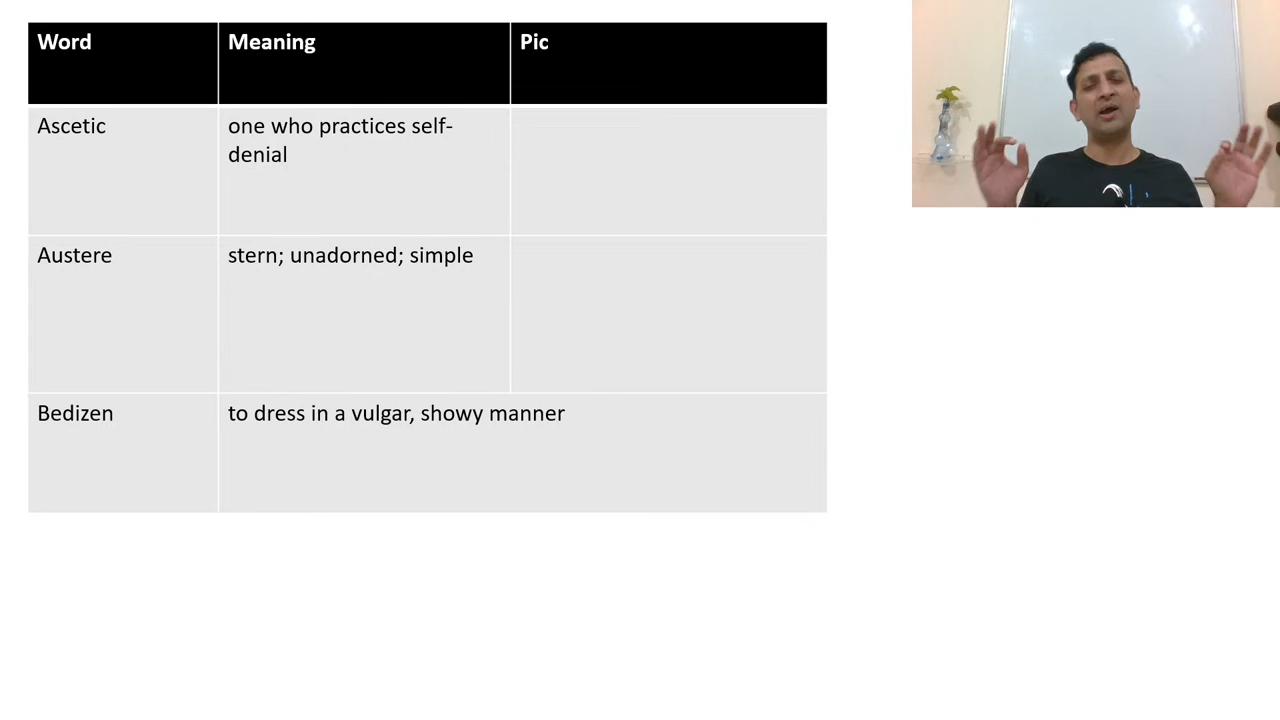 Word Meaning Pic
Ascetic one who practices self-
denial
Austere stern; unadorned; simple
Bedizen to dress in a vulgar, showy manner